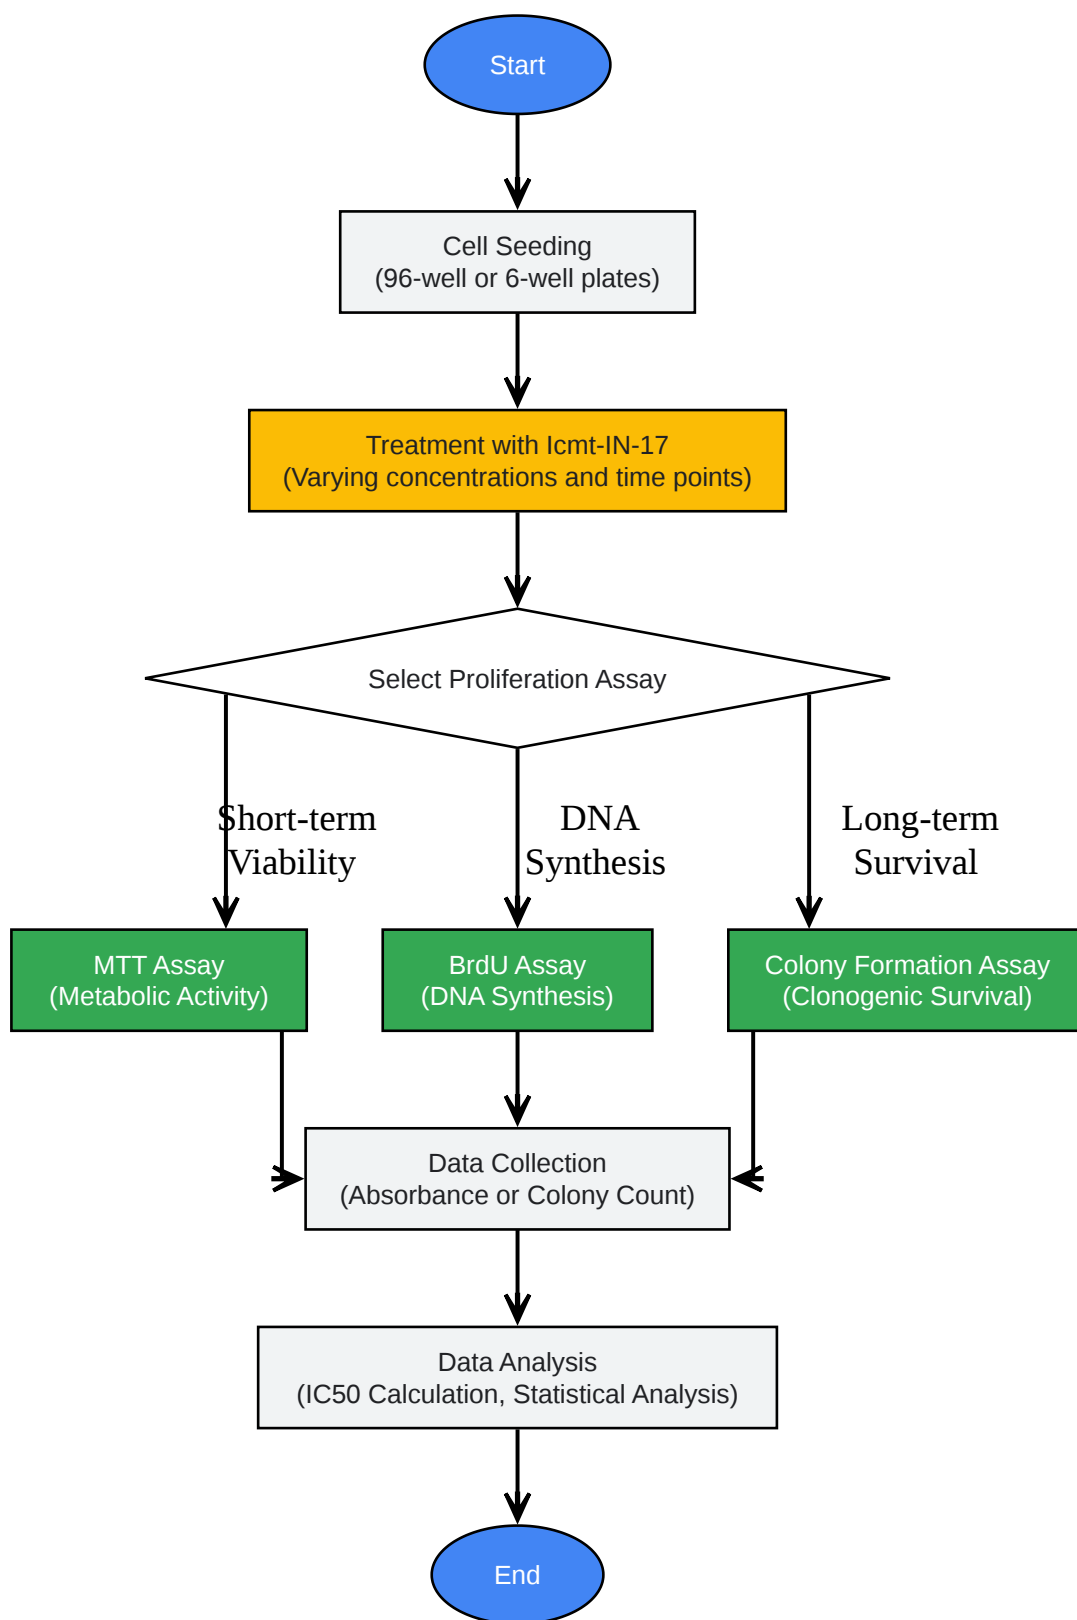 Start
Cell Seeding
(96-well or 6-well plates)
Treatment with Icmt-IN-17
(Varying concentrations and time points)
Select Proliferation Assay
Short-term
Viability
DNA
Synthesis
Long-term
Survival
MTT Assay
(Metabolic Activity)
BrdU Assay
(DNA Synthesis)
Colony Formation Assay
(Clonogenic Survival)
Data Collection
(Absorbance or Colony Count)
Data Analysis
(IC50 Calculation, Statistical Analysis)
End